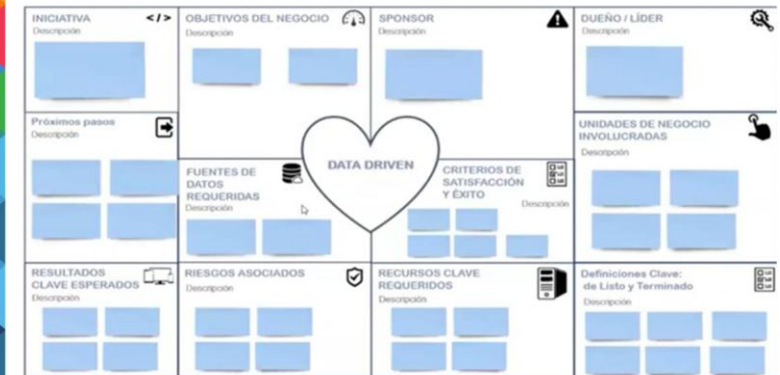 INICIATIVA
Descripción
OBJETIVOS DEL NEGOCIO
Descripción
SPONSOR
Descripción
DUEÑO / LÍDER
Descripción
Próximos pasos
Descripción
DATA DRIVEN
UNIDADES DE NEGOCIO
INVOLUCRADAS
Descripción
FUENTES DE
DATOS
REQUERIDAS
Descripción
CRITERIOS DE
SATISFACCIÓN
Y ÉXITO
Descripción
RESULTADOS
CLAVE ESPERADOS
Descripción
RIESGOS ASOCIADOS
Descripción
RECURSOS CLAVE
REQUERIDOS
Descripción
Definiciones Clave:
de Listo y Terminado
Descripción